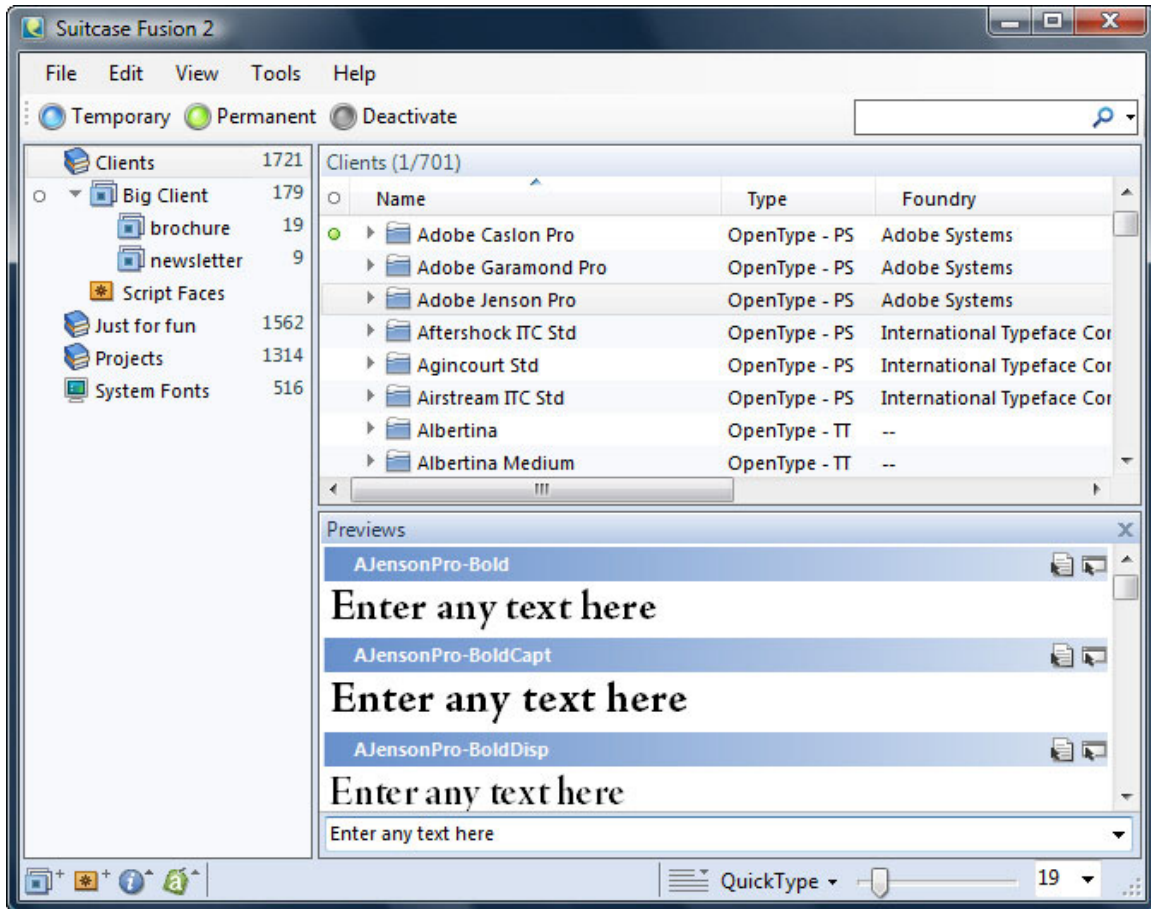 Suitcase Fusion 2
File Edit View Tools Help
Temporary Permanent Deactivate
Clients 1721
Big Client 179
brochure 19
newsletter 9
Script Faces
Just for fun 1562
Projects 1314
System Fonts 516
Clients (1/701)
Name Type Foundry
Adobe Caslon Pro OpenType - PS Adobe Systems
Adobe Garamond Pro OpenType - PS Adobe Systems
Adobe Jenson Pro OpenType - PS Adobe Systems
Aftershock ITC Std OpenType - PS International Typeface Cor
Agincourt Std OpenType - PS International Typeface Cor
Airstream ITC Std OpenType - PS International Typeface Cor
Albertina OpenType - TT --
Albertina Medium OpenType - TT --
Previews
AJensonPro-Bold
Enter any text here
AJensonPro-BoldCapt
Enter any text here
AJensonPro-BoldDisp
Enter any text here
Enter any text here
QuickType 19